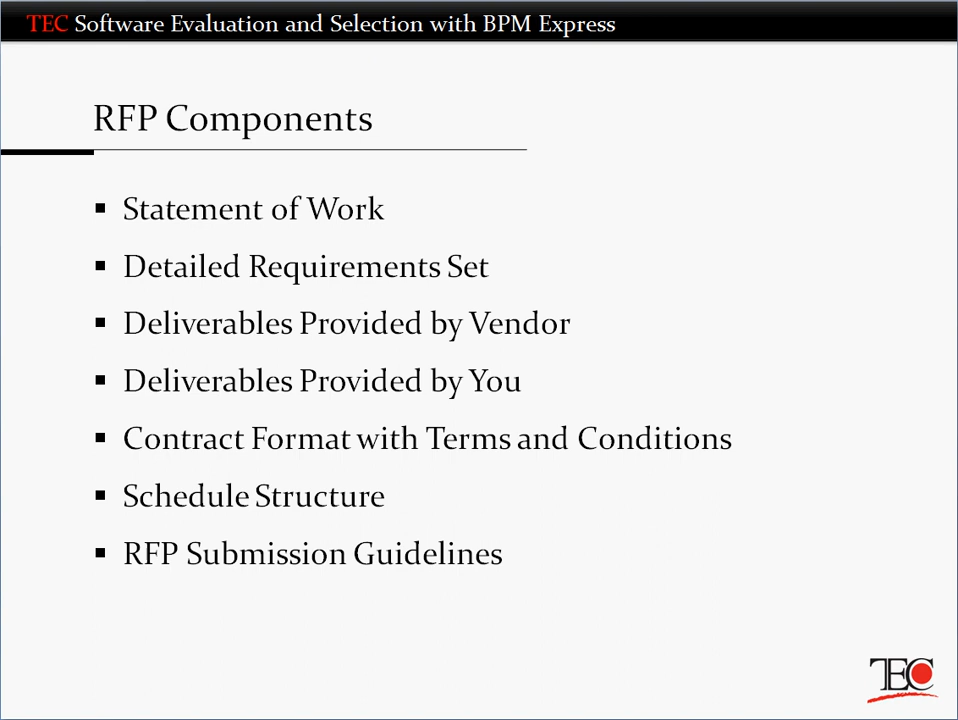 TEC Software Evaluation and Selection with BPM Express
RFP Components
▪ Statement of Work
▪ Detailed Requirements Set
▪ Deliverables Provided by Vendor
▪ Deliverables Provided by You
▪ Contract Format with Terms and Conditions
▪ Schedule Structure
▪ RFP Submission Guidelines
TEC